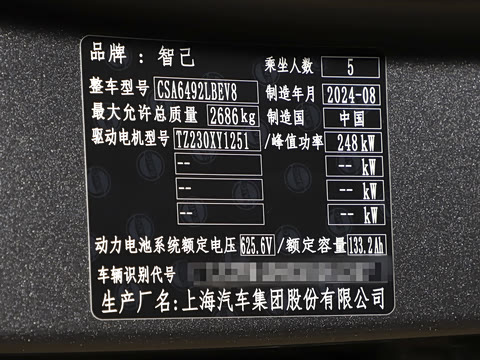 品牌：智己 乘坐人数 5
整车型号 CSA6492LBEV8 制造年月 2024-08
最大允许总质量 2686kg 制造国 中国
驱动电机型号 TZ230XY1251 /峰值功率 248kW
-- -- kW
-- -- kW
-- -- kW
动力电池系统额定电压 625.6V /额定容量 133.2Ah
车辆识别代号
生产厂名：上海汽车集团股份有限公司